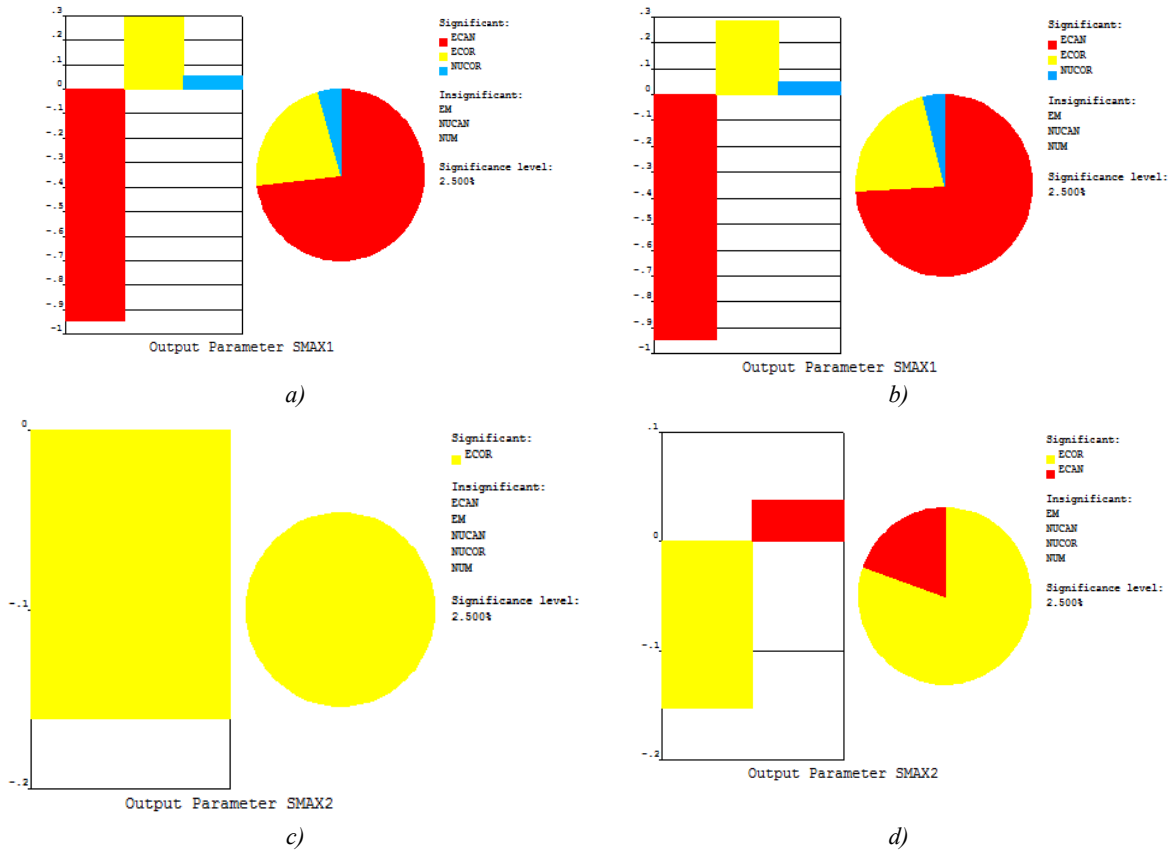 .3
.2
.1
0
-.1
-.2
-.3
-.4
-.5
-.6
-.7
-.8
-.9
-1
Output Parameter SMAX1
Significant:
ECAN
ECOR
NUCOR
Insignificant:
EM
NUCAN
NUM
Significance level:
2.500%
a)
.3
.2
.1
0
-.1
-.2
-.3
-.4
-.5
-.6
-.7
-.8
-.9
-1
Output Parameter SMAX1
Significant:
ECAN
ECOR
NUCOR
Insignificant:
EM
NUCAN
NUM
Significance level:
2.500%
b)
0
-.1
-.2
Output Parameter SMAX2
Significant:
ECOR
Insignificant:
ECAN
EM
NUCAN
NUCOR
NUM
Significance level:
2.500%
c)
.1
0
-.1
-.2
Output Parameter SMAX2
Significant:
ECOR
ECAN
Insignificant:
EM
NUCAN
NUCOR
NUM
Significance level:
2.500%
d)